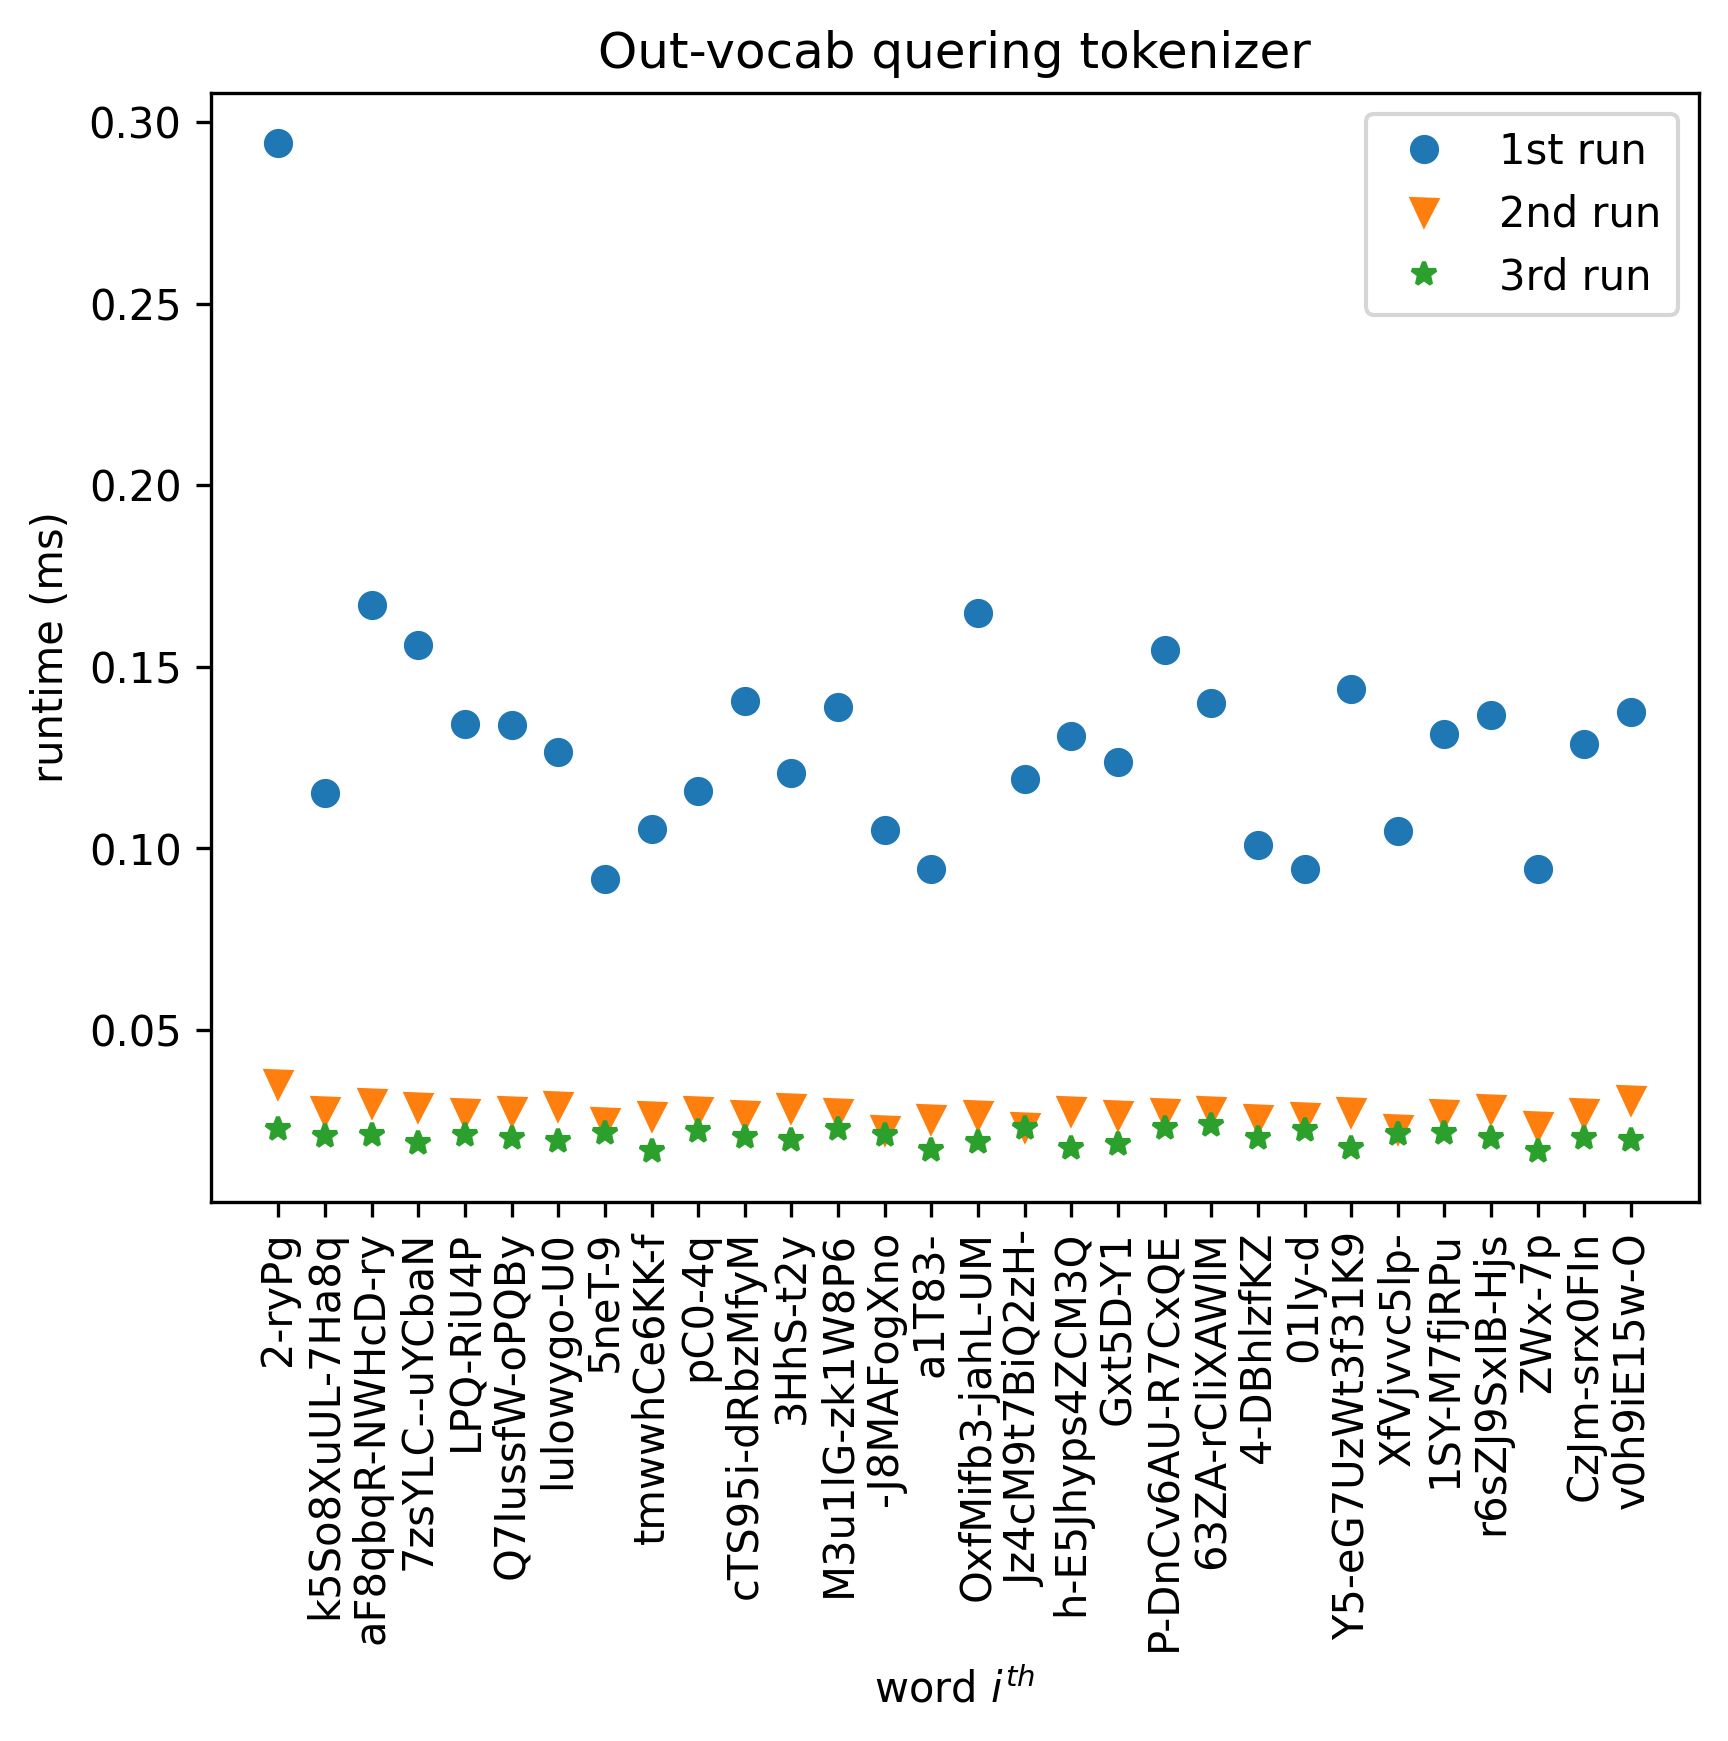 Out-vocab quering tokenizer
1st run
2nd run
3rd run
runtime (ms)
0.30
0.25
0.20
0.15
0.10
0.05
2-ryPg
k5So8XuUL-7Ha8q
aF8qbqR-NWHcD-ry
7zsYLC--uYCbaN
LPQ-RiU4P
Q7IussfW-oPQBy
lulowygo-U0
5neT-9
tmwwhCe6KK-f
pC0-4q
cTS95i-dRbzMfyM
3HhS-t2y
M3u1lG-zk1W8P6
-J8MAFogXno
a1T83-
OxfMifb3-jahL-UM
Jz4cM9t7BiQ2zH-
h-E5Jhyps4ZCM3Q
Gxt5D-Y1
P-DnCv6AU-R7CxQE
63ZA-rCIiXAWlM
4-DBhlzfKZ
01ly-d
Y5-eG7UzWt3f31K9
XfVjvvc5lp-
1SY-M7fjRPu
r6sZJ9SxIB-Hjs
ZWx-7p
CzJm-srx0FIn
v0h9iE15w-O
word i^th